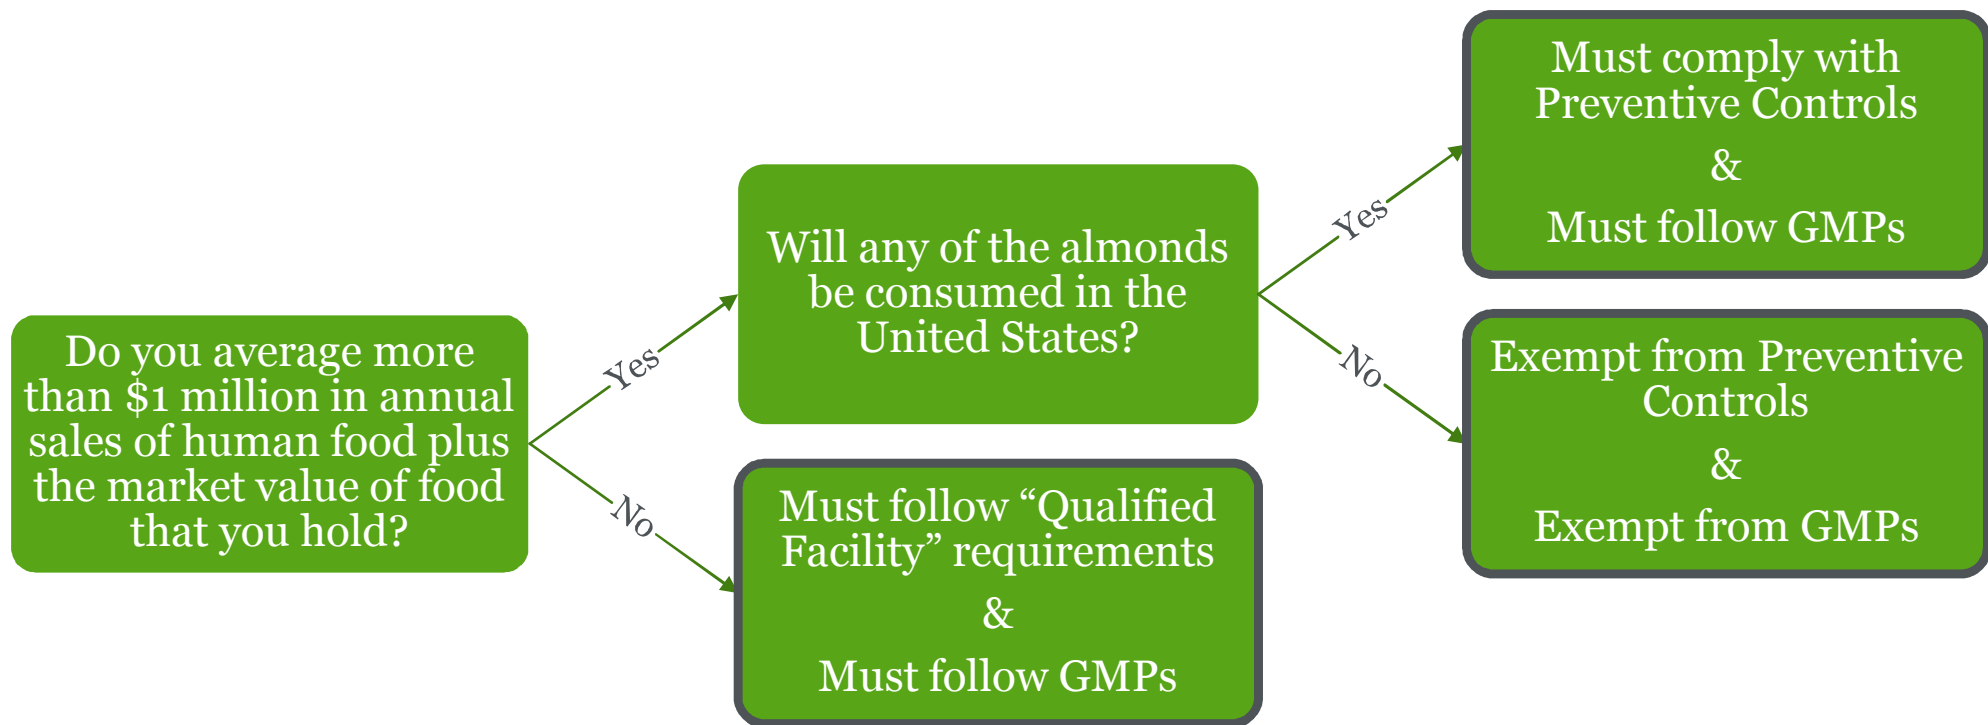 Do you average more
than $1 million in annual
sales of human food plus
the market value of food
that you hold?
Yes
No
Will any of the almonds
be consumed in the
United States?
Must follow “Qualified
Facility” requirements
&
Must follow GMPs
Yes
No
Must comply with
Preventive Controls
&
Must follow GMPs
Exempt from Preventive
Controls
&
Exempt from GMPs